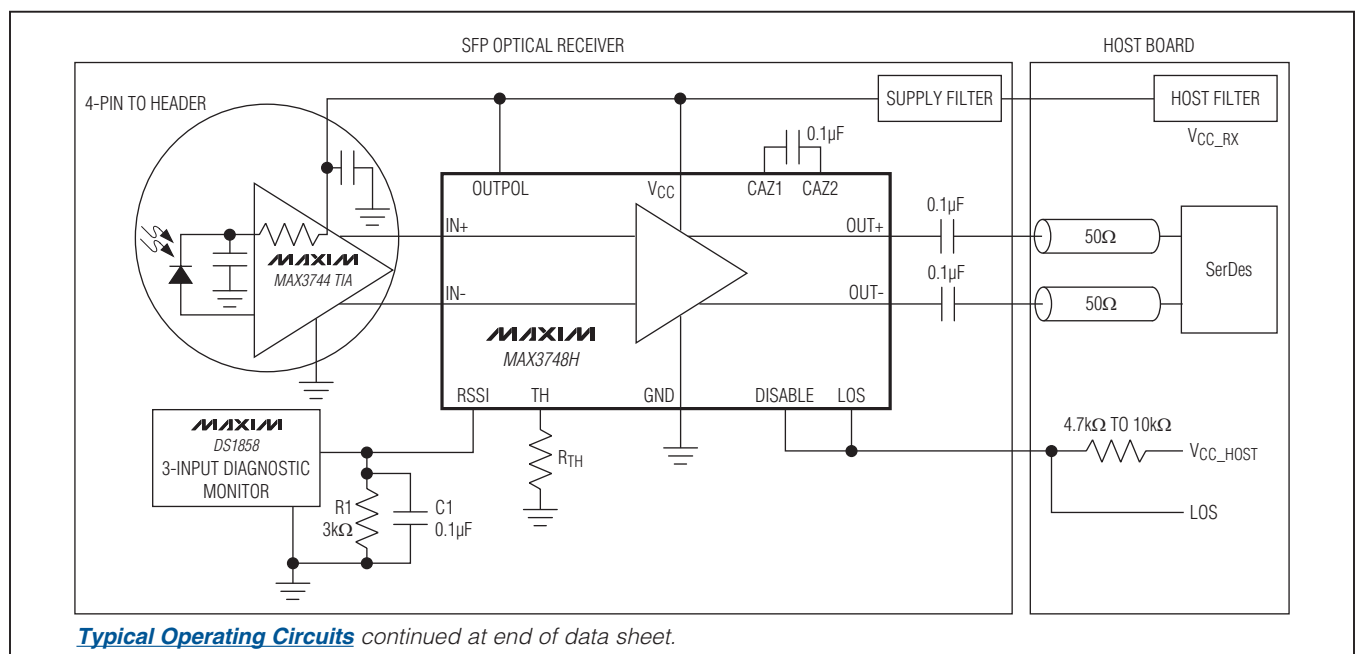 SFP OPTICAL RECEIVER
HOST BOARD
4-PIN TO HEADER
SUPPLY FILTER
HOST FILTER
VCC_RX
0.1µF
OUTPOL
VCC
CAZ1
CAZ2
IN+
IN-
MAXIM
MAX3744 TIA
OUT+
OUT-
0.1µF
0.1µF
50Ω
50Ω
SerDes
MAXIM
MAX3748H
RSSI
TH
GND
DISABLE
LOS
MAXIM
DS1858
3-INPUT DIAGNOSTIC
MONITOR
R1
3kΩ
C1
0.1µF
RTH
4.7kΩ TO 10kΩ
VCC_HOST
LOS
Typical Operating Circuits continued at end of data sheet.